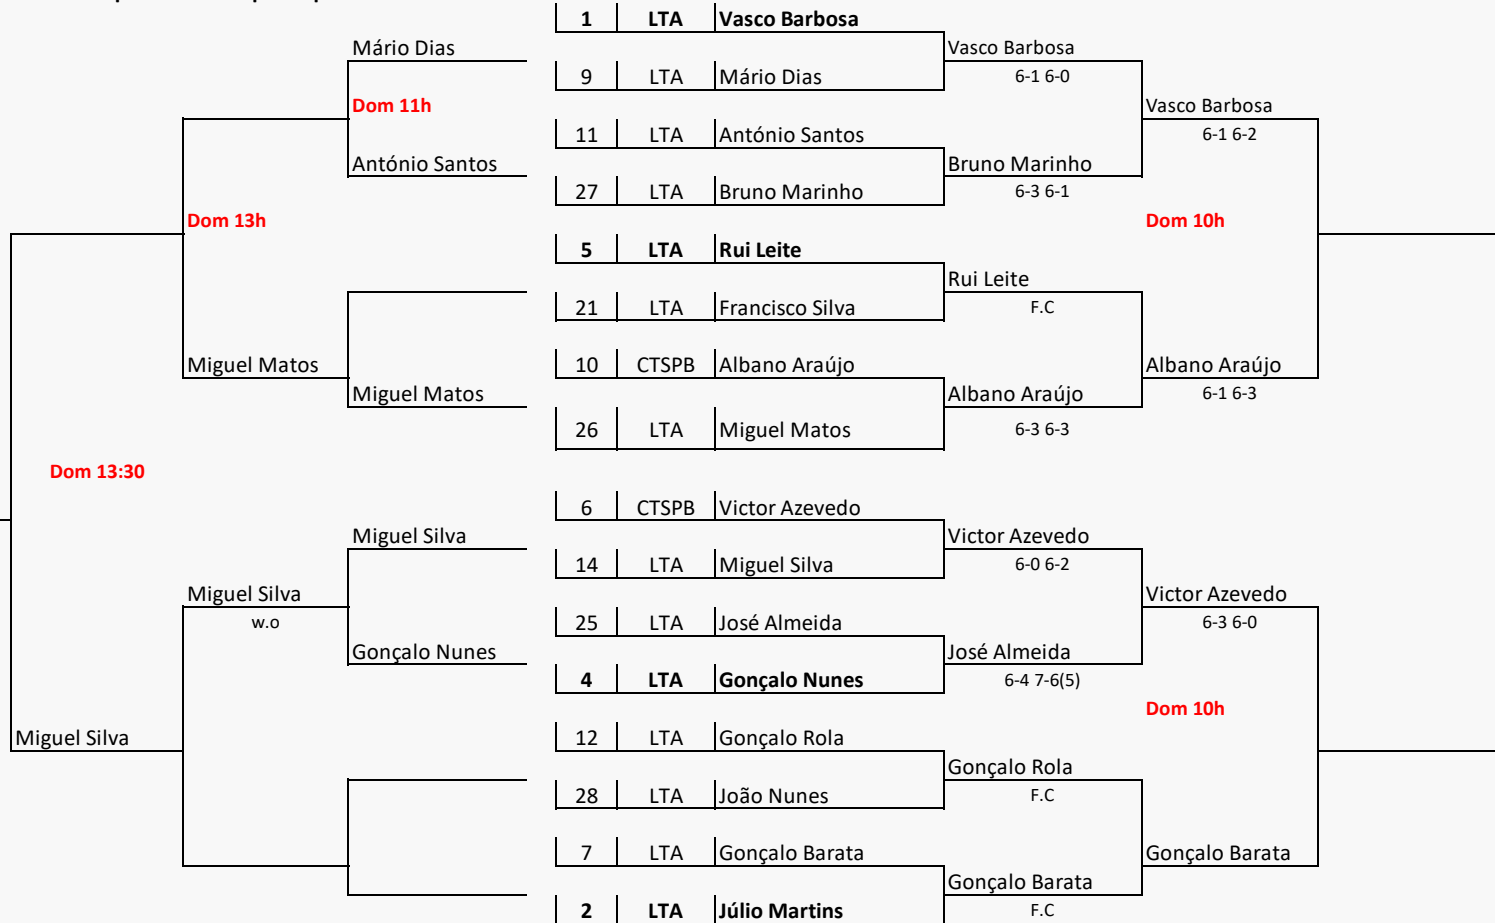 1 LTA Vasco Barbosa
Mário Dias Vasco Barbosa
9 LTA Mário Dias 6-1 6-0
Dom 11h Vasco Barbosa
11 LTA António Santos 6-1 6-2
António Santos Bruno Marinho
27 LTA Bruno Marinho 6-3 6-1
Dom 13h Dom 10h
5 LTA Rui Leite
Rui Leite
21 LTA Francisco Silva F.C
Miguel Matos 10 CTSPB Albano Araújo Albano Araújo
Miguel Matos Albano Araújo 6-1 6-3
26 LTA Miguel Matos 6-3 6-3
Dom 13:30
6 CTSPB Victor Azevedo
Miguel Silva Victor Azevedo
14 LTA Miguel Silva 6-0 6-2
Miguel Silva Victor Azevedo
w.o 25 LTA José Almeida 6-3 6-0
Gonçalo Nunes José Almeida
4 LTA Gonçalo Nunes 6-4 7-6(5)
Dom 10h
Miguel Silva 12 LTA Gonçalo Rola
Gonçalo Rola
28 LTA João Nunes F.C
7 LTA Gonçalo Barata Gonçalo Barata
Gonçalo Barata
2 LTA Júlio Martins F.C